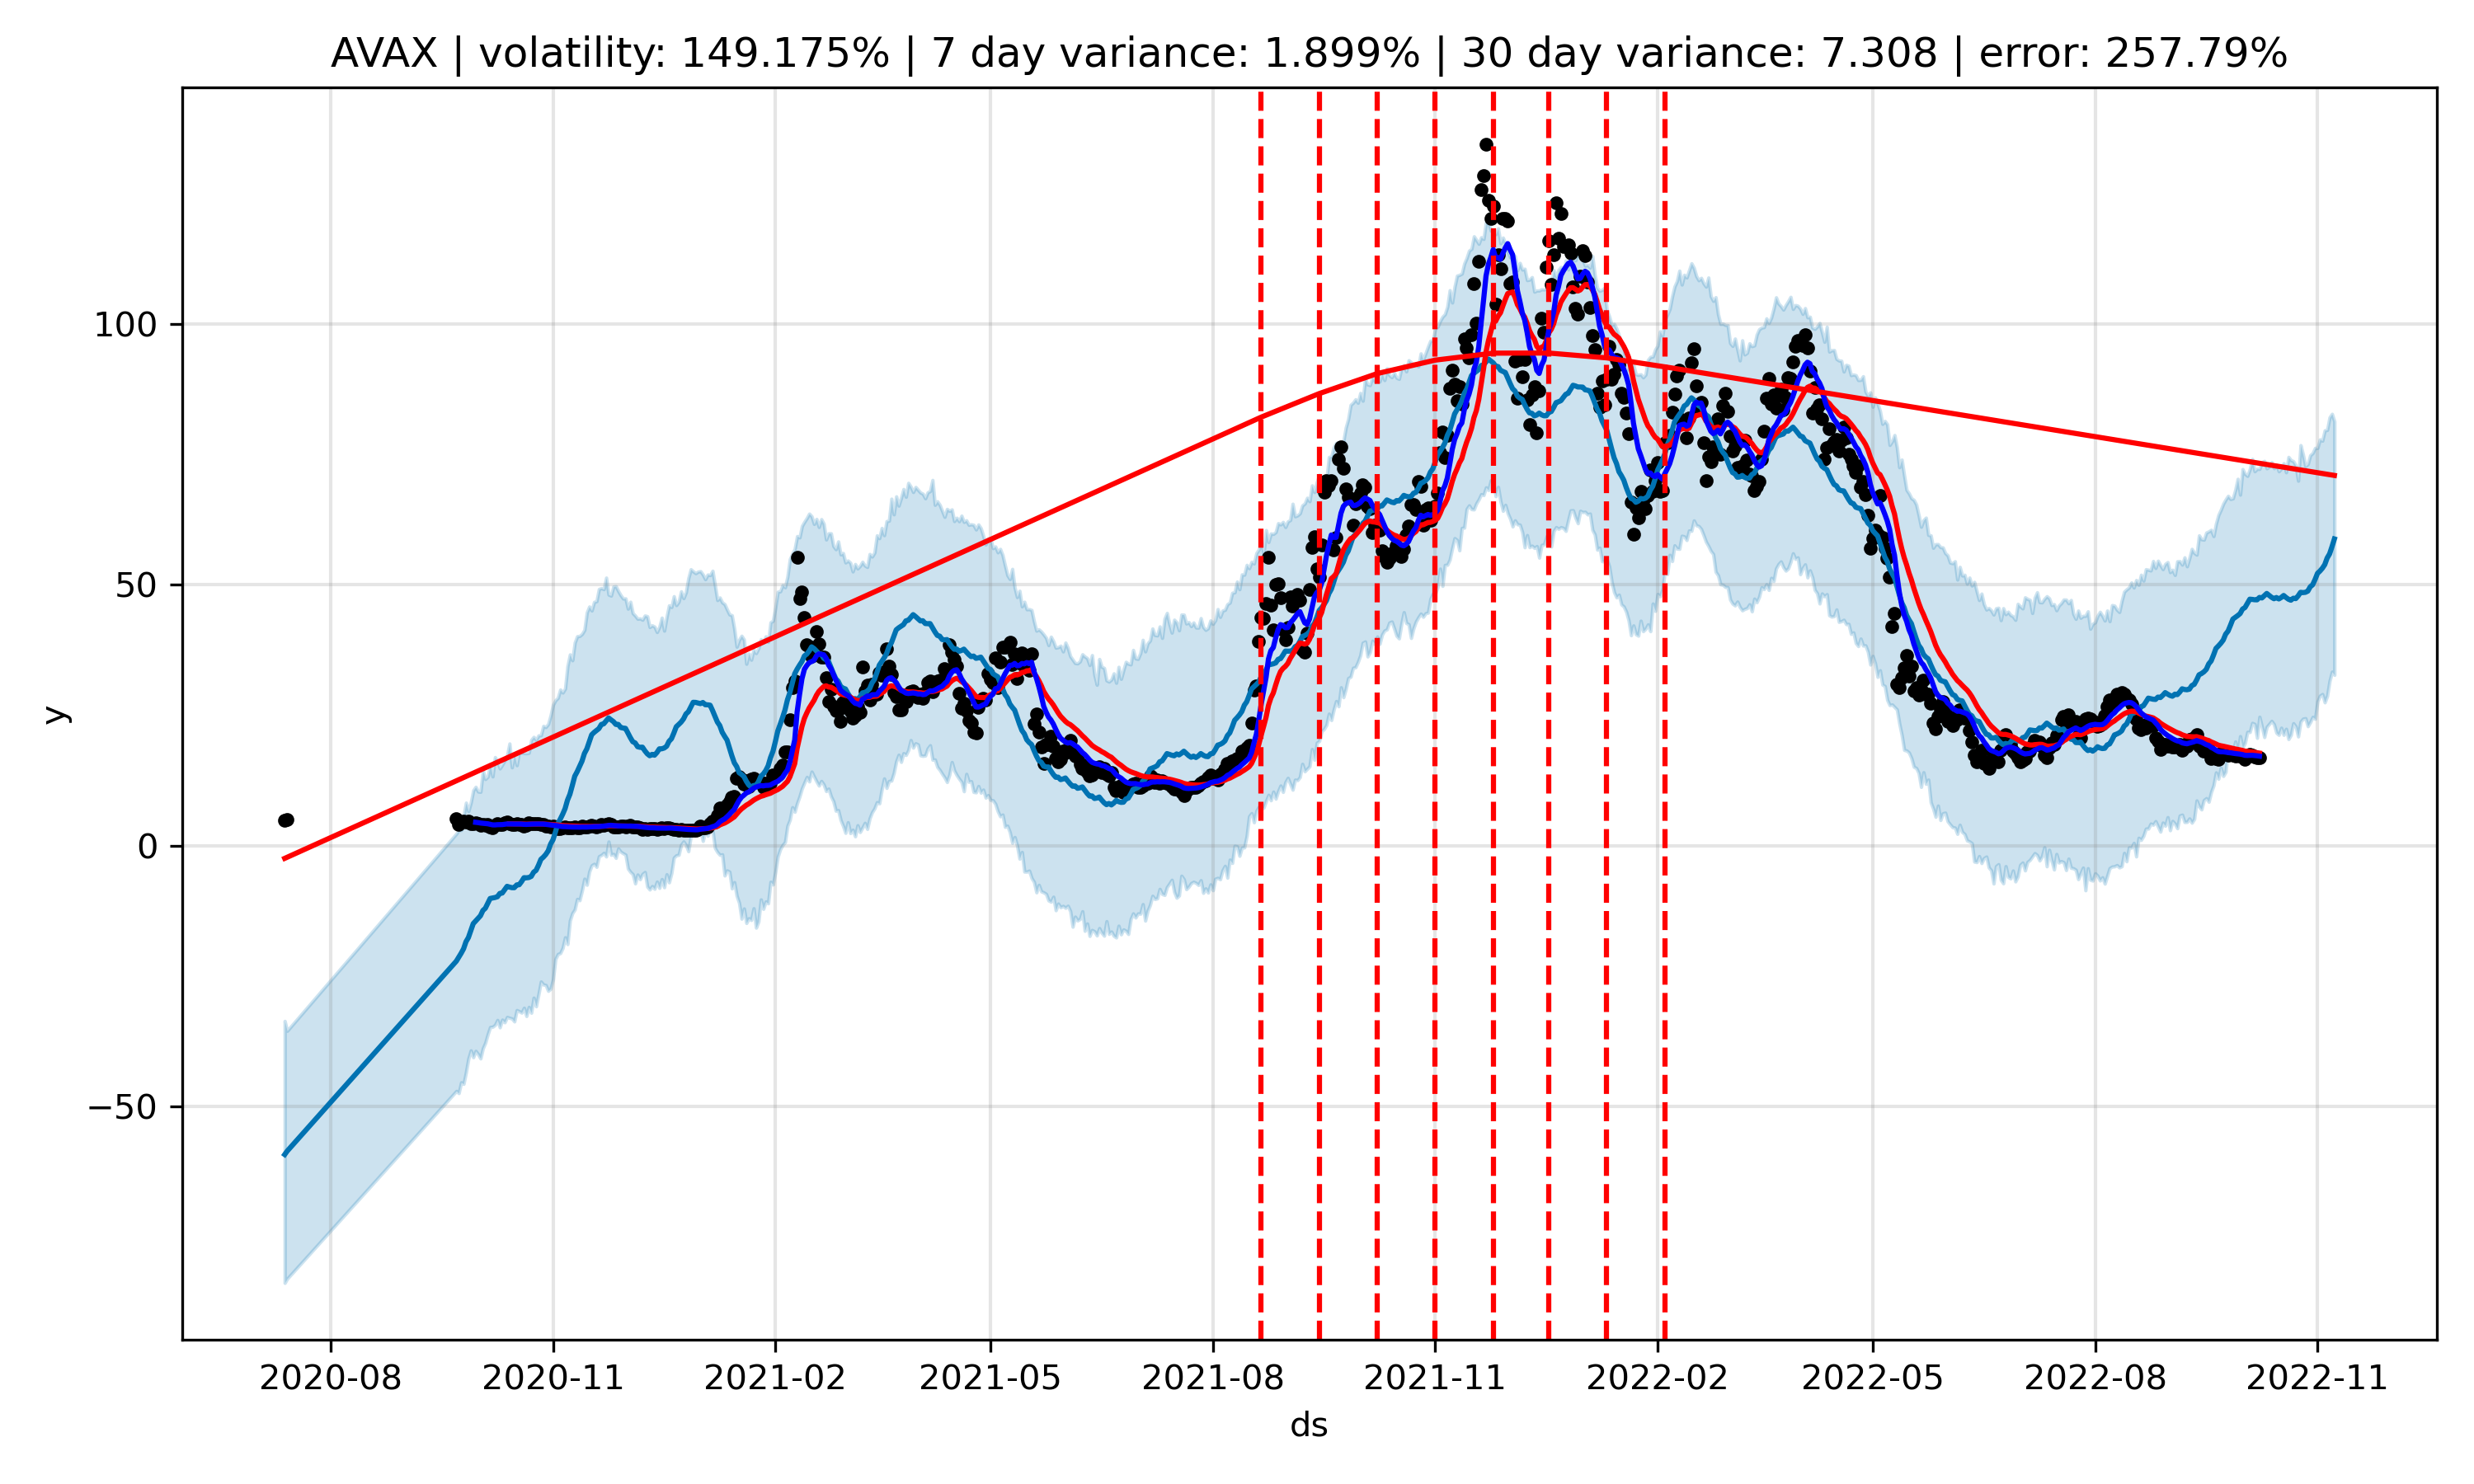 AVAX | volatility: 149.175% | 7 day variance: 1.899% | 30 day variance: 7.308 | error: 257.79%
100
50
0
−50
y
2020-08 2020-11 2021-02 2021-05 2021-08 2021-11 2022-02 2022-05 2022-08 2022-11
ds